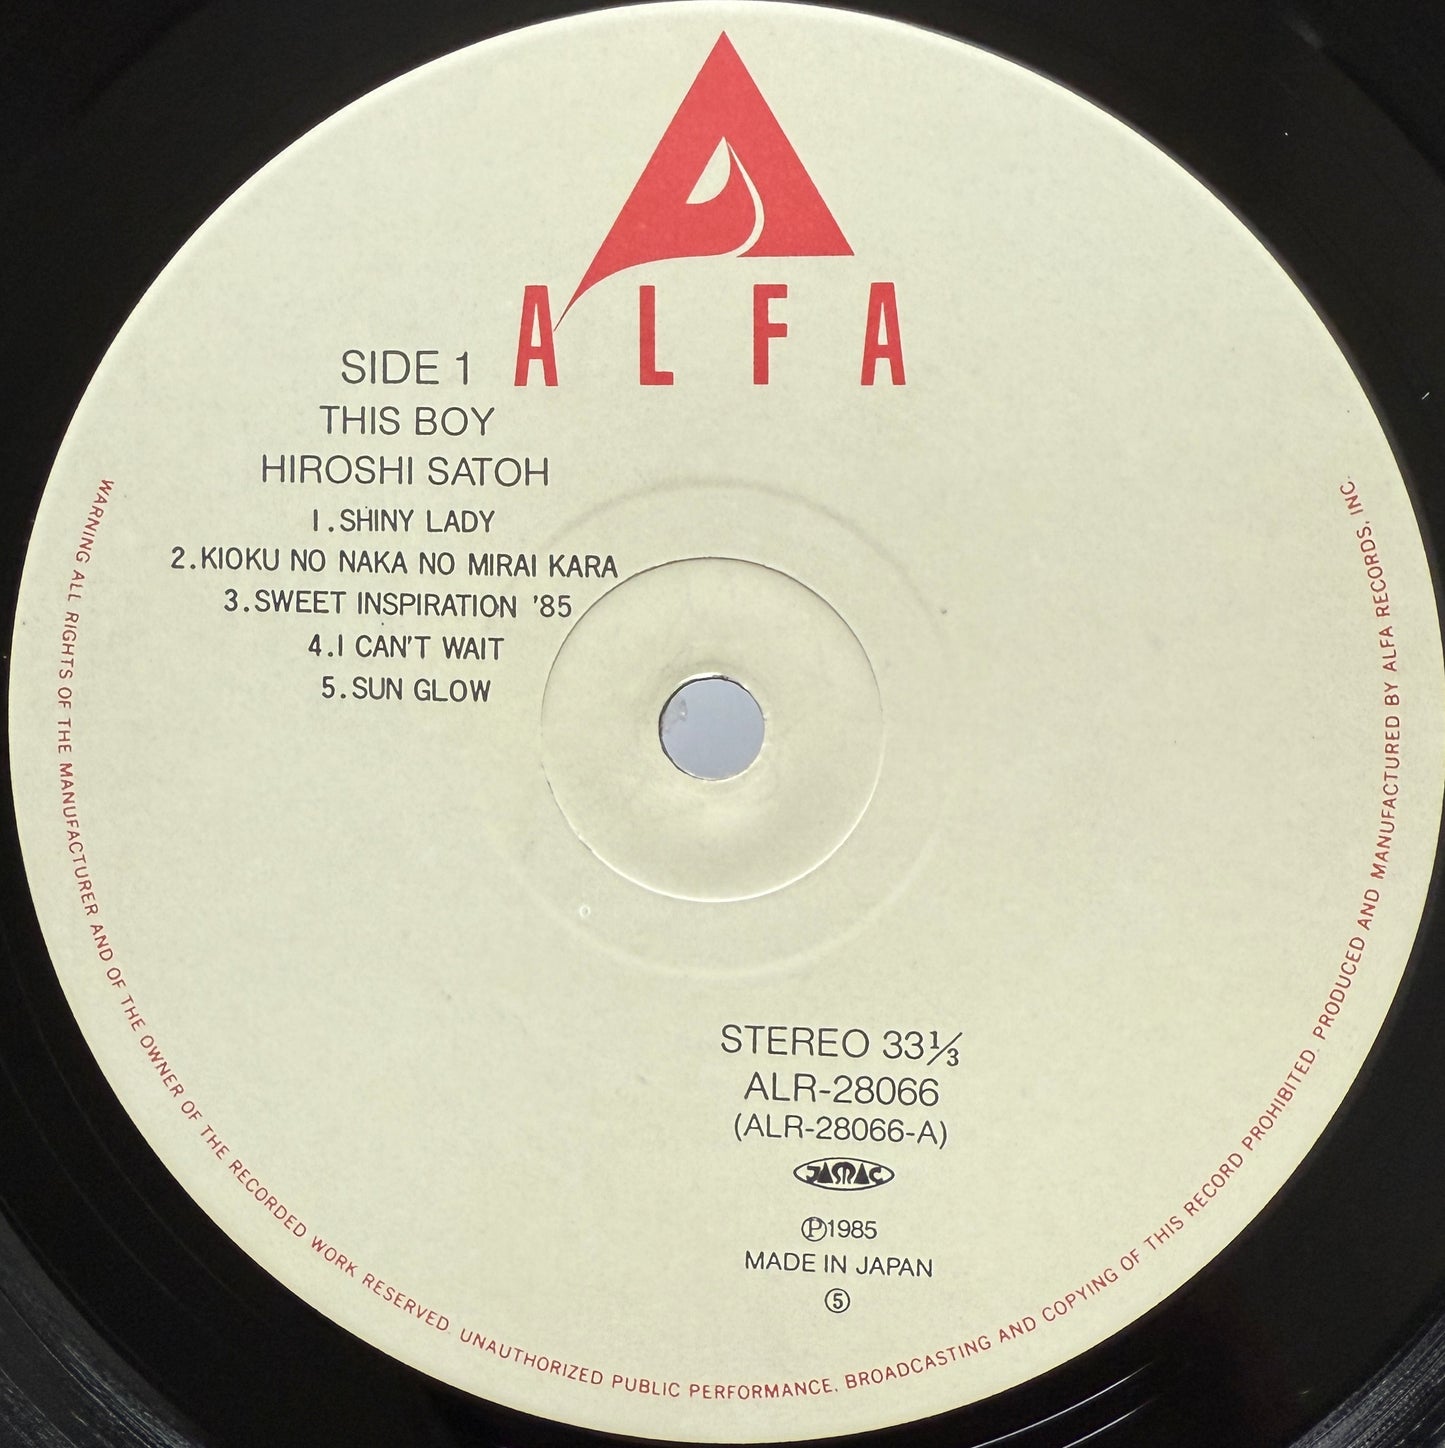 ALFA
SIDE 1
THIS BOY
HIROSHI SATOH
1.SHINY LADY
2.KIOKU NO NAKA NO MIRAI KARA
3.SWEET INSPIRATION '85
4.I CAN'T WAIT
5.SUN GLOW
STEREO 33⅓
ALR-28066
(ALR-28066-A)
JASRAC
Ⓟ1985
MADE IN JAPAN
⑤
WARNING ALL RIGHTS OF THE MANUFACTURER AND OF THE OWNER OF THE RECORDED WORK RESERVED. UNAUTHORIZED PUBLIC PERFORMANCE, BROADCASTING AND COPYING OF THIS RECORD PROHIBITED. PRODUCED AND MANUFACTURED BY ALFA RECORDS, INC.